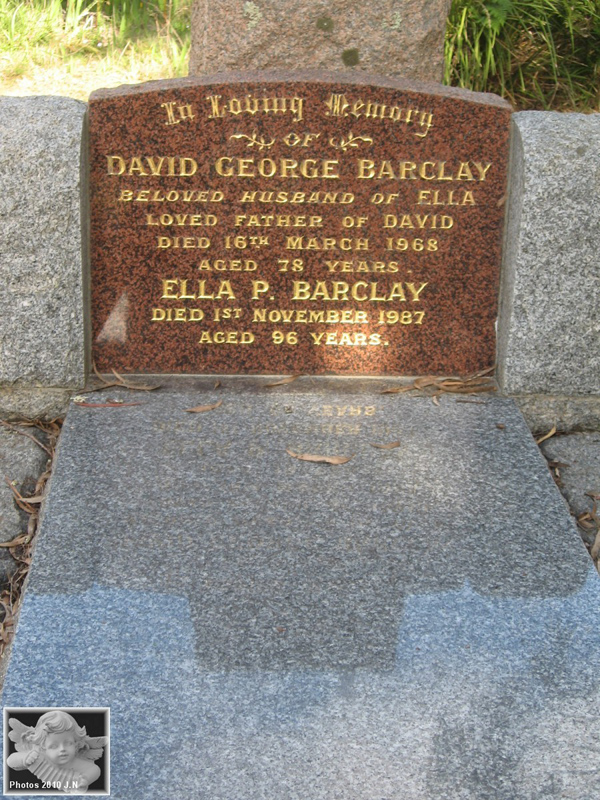 In Loving Memory
OF
DAVID GEORGE BARCLAY
BELOVED HUSBAND OF ELLA
LOVED FATHER OF DAVID
DIED 16TH MARCH 1968
AGED 78 YEARS.
ELLA P. BARCLAY
DIED 1ST NOVEMBER 1987
AGED 96 YEARS.
Photos 2010 J.N